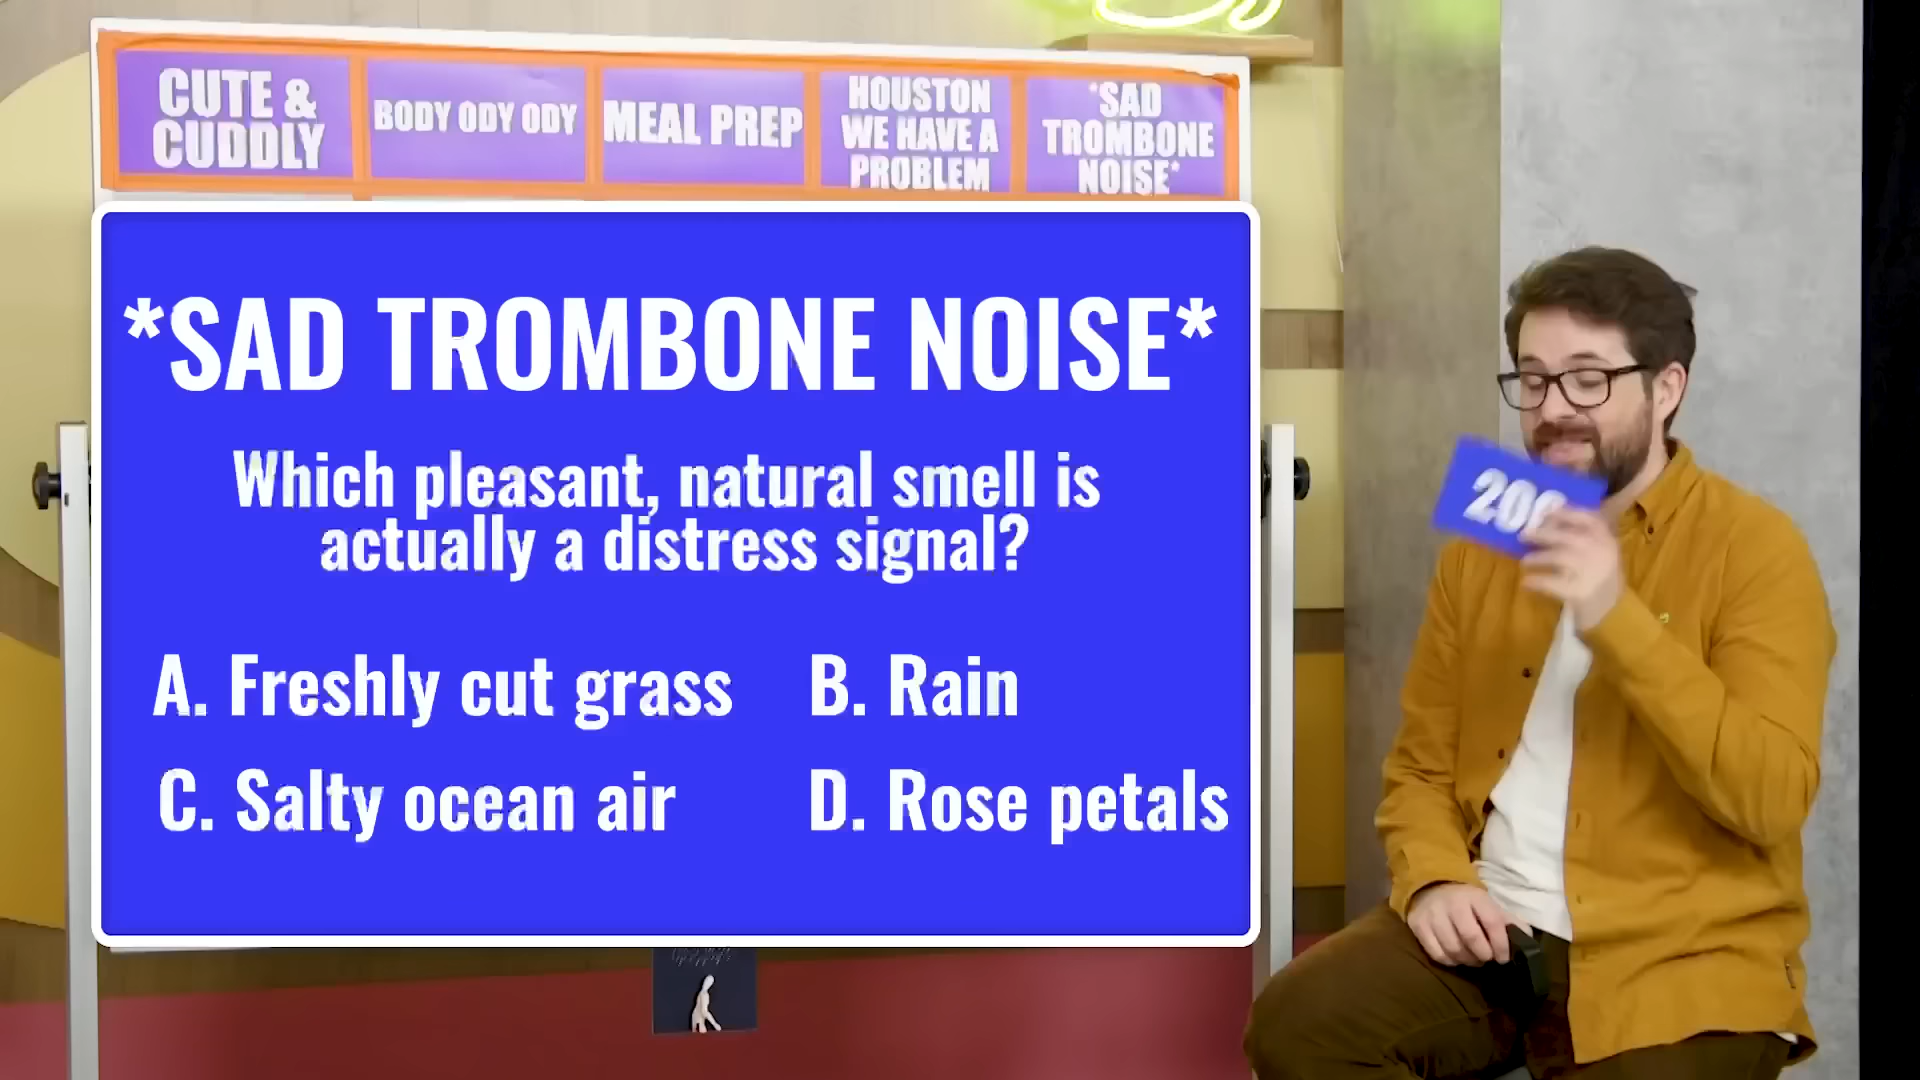 CUTE &
CUDDLY
BODY ODY ODY
MEAL PREP
HOUSTON
WE HAVE A
PROBLEM
*SAD
TROMBONE
NOISE*
*SAD TROMBONE NOISE*
Which pleasant, natural smell is
actually a distress signal?
A. Freshly cut grass
B. Rain
C. Salty ocean air
D. Rose petals
200